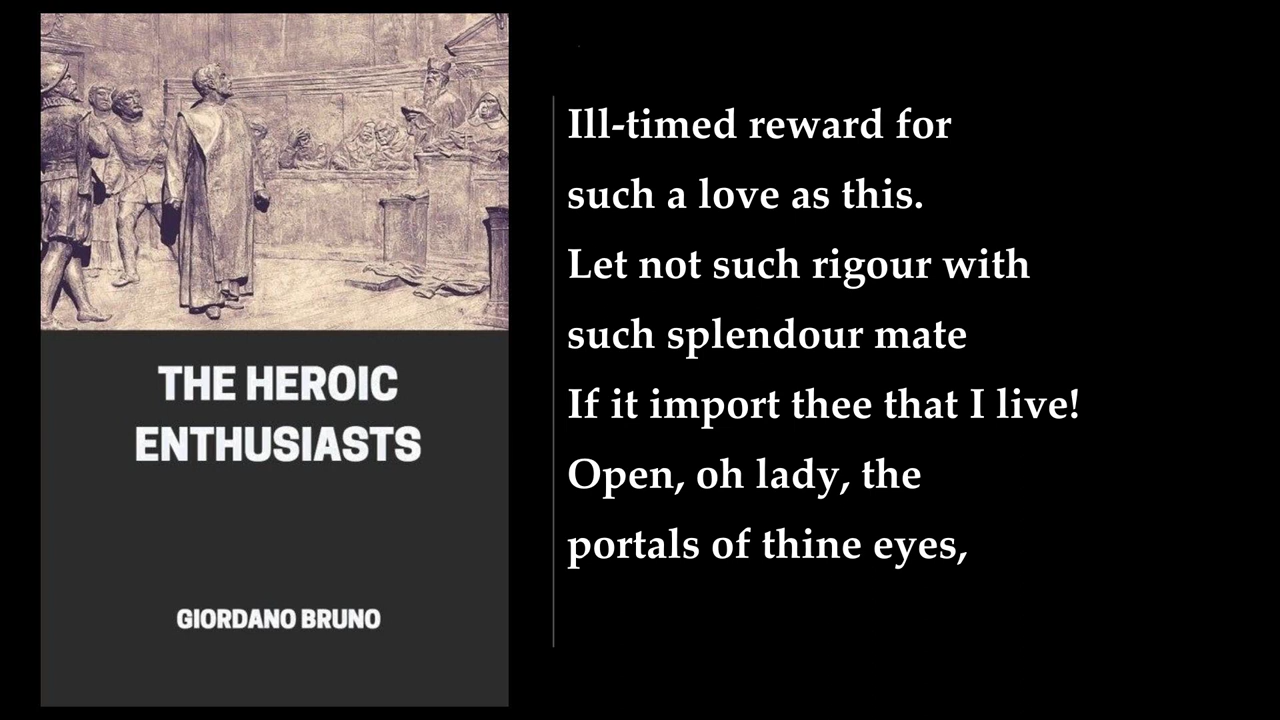 THE HEROIC
ENTHUSIASTS
GIORDANO BRUNO
Ill-timed reward for
such a love as this.
Let not such rigour with
such splendour mate
If it import thee that I live!
Open, oh lady, the
portals of thine eyes,